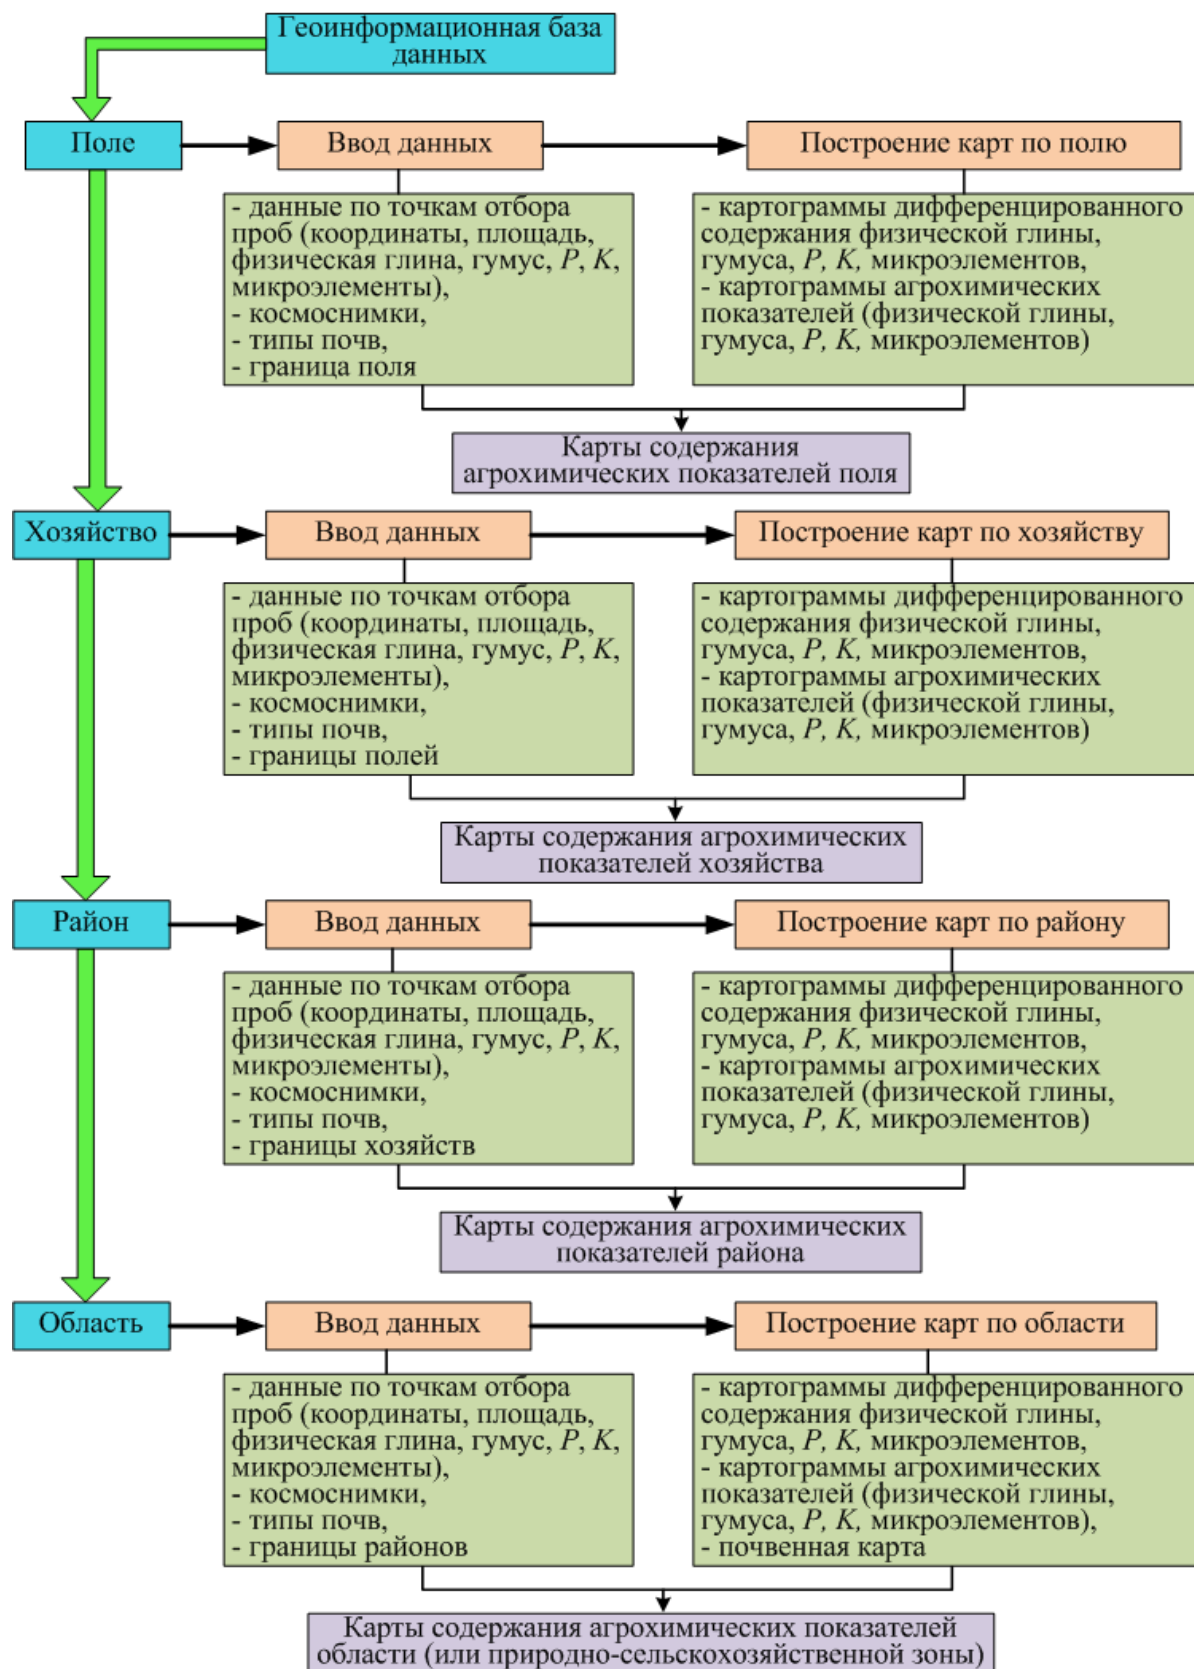 Геоинформационная база
данных
Поле
Ввод данных
Построение карт по полю
- данные по точкам отбора
проб (координаты, площадь,
физическая глина, гумус, P, K,
микроэлементы),
- космоснимки,
- типы почв,
- граница поля
- картограммы дифференцированного
содержания физической глины,
гумуса, P, K, микроэлементов,
- картограммы агрохимических
показателей (физической глины,
гумуса, P, K, микроэлементов)
Карты содержания
агрохимических показателей поля
Хозяйство
Ввод данных
Построение карт по хозяйству
- данные по точкам отбора
проб (координаты, площадь,
физическая глина, гумус, P, K,
микроэлементы),
- космоснимки,
- типы почв,
- границы полей
- картограммы дифференцированного
содержания физической глины,
гумуса, P, K, микроэлементов,
- картограммы агрохимических
показателей (физической глины,
гумуса, P, K, микроэлементов)
Карты содержания агрохимических
показателей хозяйства
Район
Ввод данных
Построение карт по району
- данные по точкам отбора
проб (координаты, площадь,
физическая глина, гумус, P, K,
микроэлементы),
- космоснимки,
- типы почв,
- границы хозяйств
- картограммы дифференцированного
содержания физической глины,
гумуса, P, K, микроэлементов,
- картограммы агрохимических
показателей (физической глины,
гумуса, P, K, микроэлементов)
Карты содержания агрохимических
показателей района
Область
Ввод данных
Построение карт по области
- данные по точкам отбора
проб (координаты, площадь,
физическая глина, гумус, P, K,
микроэлементы),
- космоснимки,
- типы почв,
- границы районов
- картограммы дифференцированного
содержания физической глины,
гумуса, P, K, микроэлементов,
- картограммы агрохимических
показателей (физической глины,
гумуса, P, K, микроэлементов),
- почвенная карта
Карты содержания агрохимических показателей
области (или природно-сельскохозяйственной зоны)